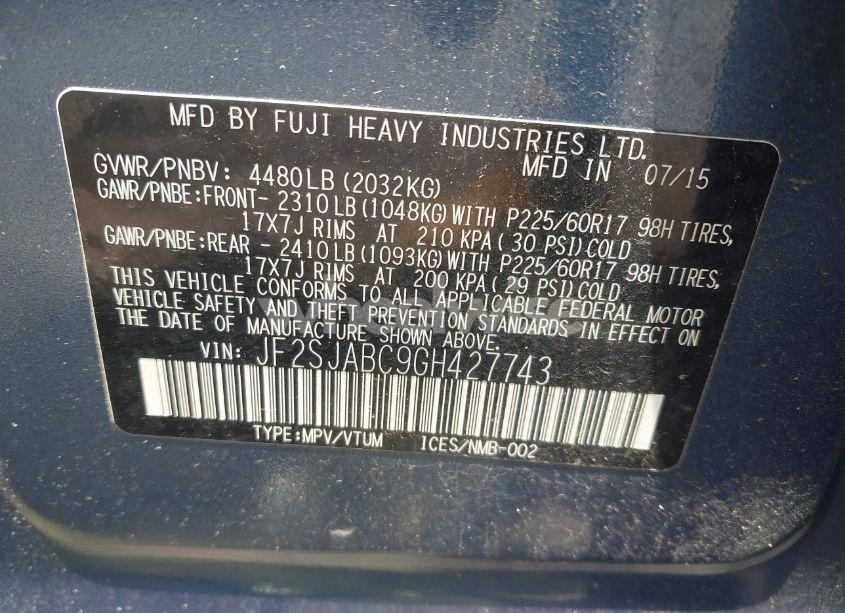 MFD BY FUJI HEAVY INDUSTRIES LTD.
MFD IN 07/15
GVWR/PNBV: 4480LB(2032KG)
GAWR/PNBE:FRONT- 2310LB(1048KG)WITH P225/60R17 98H TIRES,
17X7J RIMS AT 210 KPA( 30 PSI)COLD
GAWR/PNBE:REAR - 2410LB(1093KG)WITH P225/60R17 98H TIRES,
17X7J RIMS AT 200 KPA( 29 PSI)COLD
THIS VEHICLE CONFORMS TO ALL APPLICABLE FEDERAL MOTOR
VEHICLE SAFETY AND THEFT PREVENTION STANDARDS IN EFFECT ON
THE DATE OF MANUFACTURE SHOWN ABOVE.
VIN: JF2SJABC9GH427743
TYPE:MPV/VTUM ICES/NMB-002